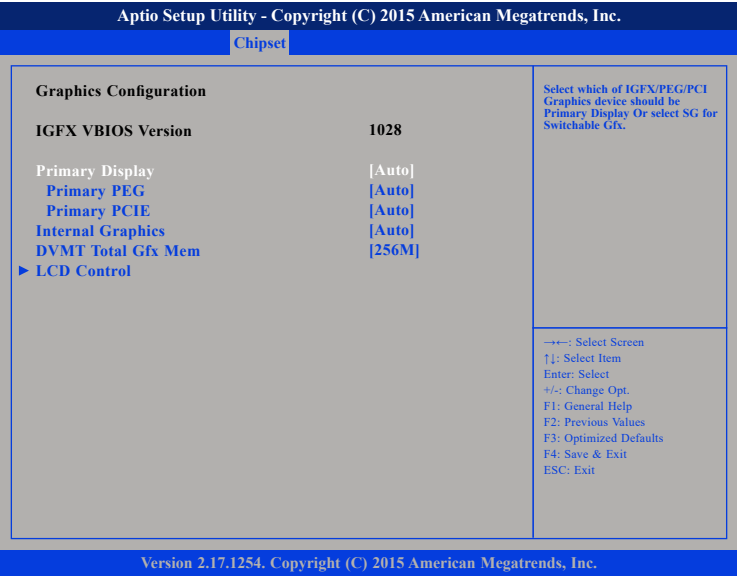 Aptio Setup Utility - Copyright (C) 2015 American Megatrends, Inc.
Chipset
Graphics Configuration
IGFX VBIOS Version 1028
Primary Display [Auto]
Primary PEG [Auto]
Primary PCIE [Auto]
Internal Graphics [Auto]
DVMT Total Gfx Mem [256M]
► LCD Control
Select which of IGFX/PEG/PCI
Graphics device should be
Primary Display Or select SG for
Switchable Gfx.
→←: Select Screen
↑↓: Select Item
Enter: Select
+/-: Change Opt.
F1: General Help
F2: Previous Values
F3: Optimized Defaults
F4: Save & Exit
ESC: Exit
Version 2.17.1254. Copyright (C) 2015 American Megatrends, Inc.